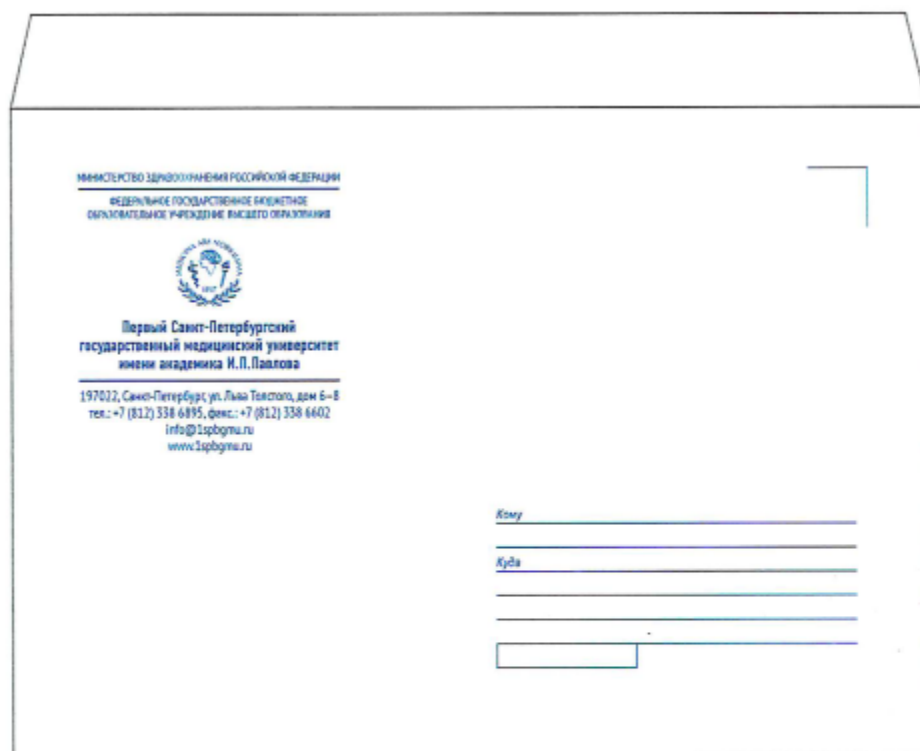 МИНИСТЕРСТВО ЗДРАВООХРАНЕНИЯ РОССИЙСКОЙ ФЕДЕРАЦИИ
ФЕДЕРАЛЬНОЕ ГОСУДАРСТВЕННОЕ БЮДЖЕТНОЕ
ОБРАЗОВАТЕЛЬНОЕ УЧРЕЖДЕНИЕ ВЫСШЕГО ОБРАЗОВАНИЯ
Первый Санкт-Петербургский
государственный медицинский университет
имени академика И.П.Павлова
197022, Санкт-Петербург, ул. Льва Толстого, дом 6–8
тел.: +7 (812) 338 6895, факс.: +7 (812) 338 6602
info@1spbgmu.ru
www.1spbgmu.ru
Кому
Куда